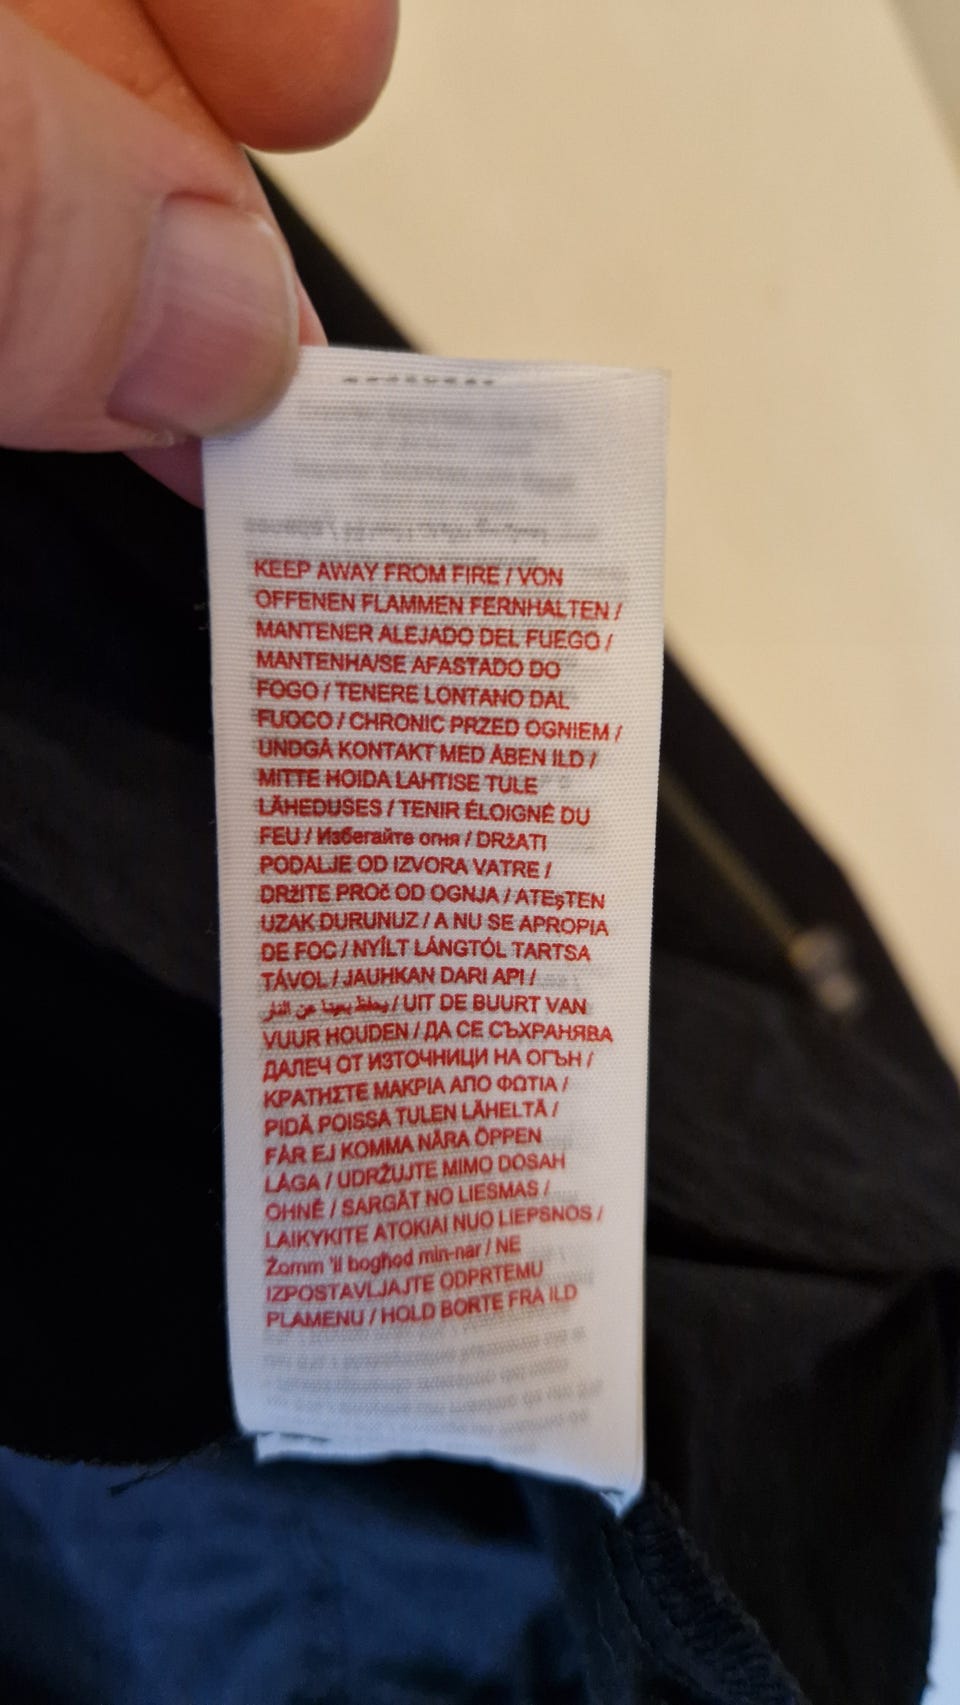 KEEP AWAY FROM FIRE / VON
OFFENEN FLAMMEN FERNHALTEN /
MANTENER ALEJADO DEL FUEGO /
MANTENHA/SE AFASTADO DO
FOGO / TENERE LONTANO DAL
FUOCO / CHRONIC PRZED OGNIEM /
UNDGÅ KONTAKT MED ÅBEN ILD /
MITTE HOIDA LAHTISE TULE
LÄHEDUSES / TENIR ÉLOIGNÉ DU
FEU / Избегайте огня / DRžATI
PODALJE OD IZVORA VATRE /
DRžITE PROč OD OGNJA / ATEşTEN
UZAK DURUNUZ / A NU SE APROPIA
DE FOC / NYÍLT LÁNGTÓL TARTSA
TÁVOL / JAUHKAN DARI API /
يحفظ بعيدا عن النار / UIT DE BUURT VAN
VUUR HOUDEN / ДА СЕ СЪХРАНЯВА
ДАЛЕЧ ОТ ИЗТОЧНИЦИ НА ОГЪН /
ΚΡΑΤΗΣΤΕ ΜΑΚΡΙΑ ΑΠΟ ΦΩΤΙΑ /
PIDÄ POISSA TULEN LÄHELTÄ /
FÅR EJ KOMMA NÄRA ÖPPEN
LÅGA / UDRŽUJTE MIMO DOSAH
OHNĚ / SARGĀT NO LIESMAS /
LAIKYKITE ATOKIAI NUO LIEPSNOS /
Żomm 'il bogħod min-nar / NE
IZPOSTAVLJAJTE ODPRTEMU
PLAMENU / HOLD BORTE FRA ILD